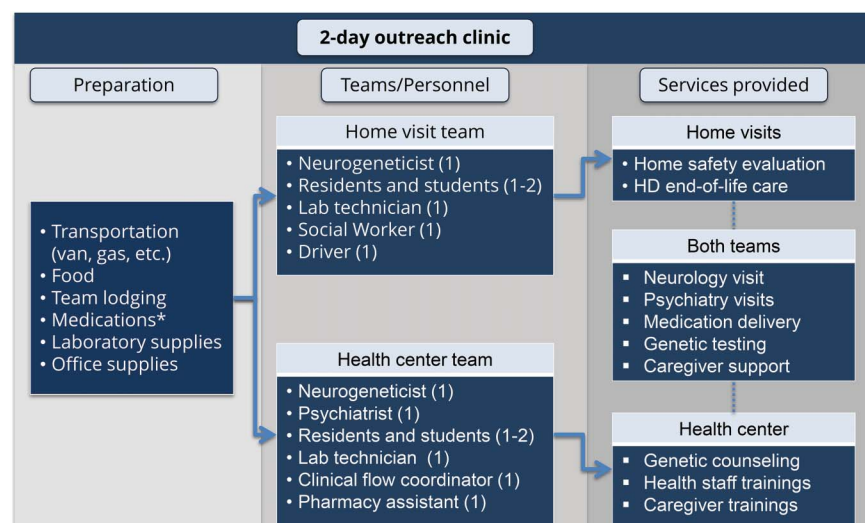 2-day outreach clinic
Preparation
• Transportation
(van, gas, etc.)
• Food
• Team lodging
• Medications*
• Laboratory supplies
• Office supplies
Teams/Personnel
Home visit team
• Neurogeneticist (1)
• Residents and students (1-2)
• Lab technician (1)
• Social Worker (1)
• Driver (1)
Health center team
• Neurogeneticist (1)
• Psychiatrist (1)
• Residents and students (1-2)
• Lab technician (1)
• Clinical flow coordinator (1)
• Pharmacy assistant (1)
Services provided
Home visits
• Home safety evaluation
• HD end-of-life care
Both teams
▪ Neurology visit
▪ Psychiatry visits
▪ Medication delivery
▪ Genetic testing
▪ Caregiver support
Health center
▪ Genetic counseling
▪ Health staff trainings
▪ Caregiver trainings